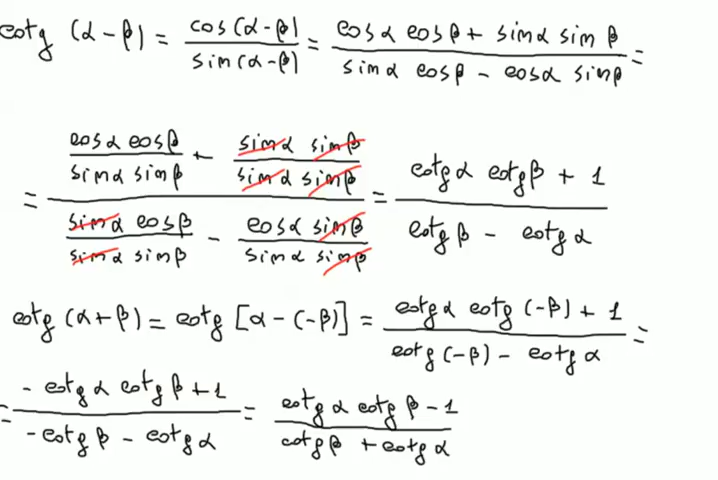 cotg (α − β) = cos(α−β) / sin(α−β) = (cosα cosβ + sinα sinβ) / (sinα cosβ − cosα sinβ) =
= ((cosα cosβ)/(sinα sinβ) + (sinα sinβ)/(sinα sinβ)) / ((sinα cosβ)/(sinα sinβ) − (cosα sinβ)/(sinα sinβ)) = (cotgα cotgβ + 1) / (cotgβ − cotgα)
cotg (α+β) = cotg [α − (−β)] = (cotgα cotg(−β) + 1) / (cotg(−β) − cotgα) =
= (− cotgα cotgβ + 1) / (− cotgβ − cotgα) = (cotgα cotgβ − 1) / (cotgβ + cotgα)